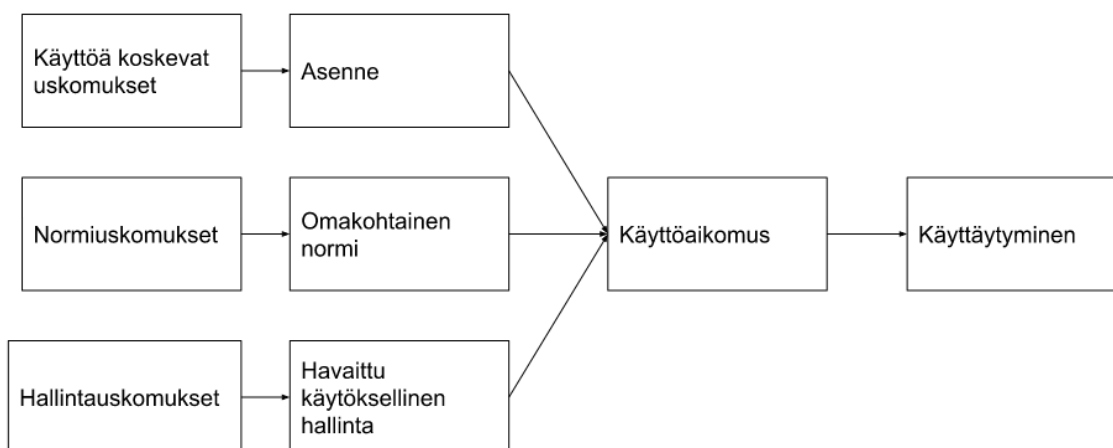 Käyttöä koskevat
uskomukset
Asenne
Normiuskomukset
Omakohtainen
normi
Käyttöaikomus
Käyttäytyminen
Hallintauskomukset
Havaittu
käytöksellinen
hallinta